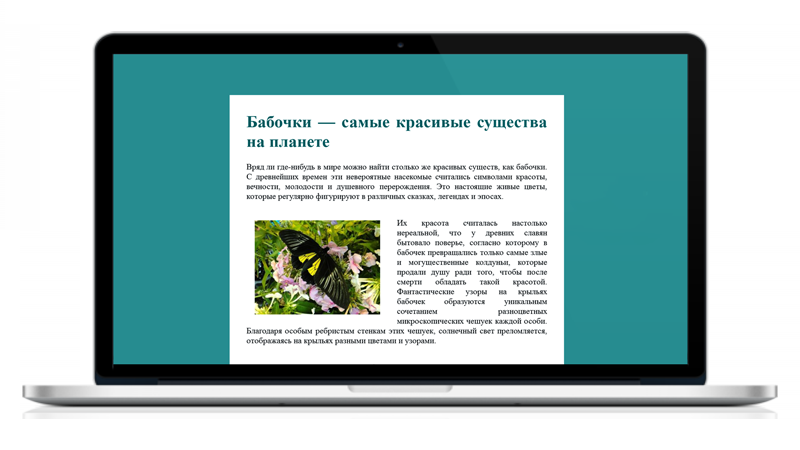 Бабочки — самые красивые существа
на планете
Вряд ли где-нибудь в мире можно найти столько же красивых существ, как бабочки.
С древнейших времен эти невероятные насекомые считались символами красоты,
вечности, молодости и душевного перерождения. Это настоящие живые цветы,
которые регулярно фигурируют в различных сказках, легендах и эпосах.
Их красота считалась настолько
нереальной, что у древних славян
бытовало поверье, согласно которому в
бабочек превращались только самые злые
и могущественные колдуньи, которые
продали душу ради того, чтобы после
смерти обладать такой красотой.
Фантастические узоры на крыльях
бабочек образуются уникальным
сочетанием разноцветных
микроскопических чешуек каждой особи.
Благодаря особым ребристым стенкам этих чешуек, солнечный свет преломляется,
отображаясь на крыльях разными цветами и узорами.